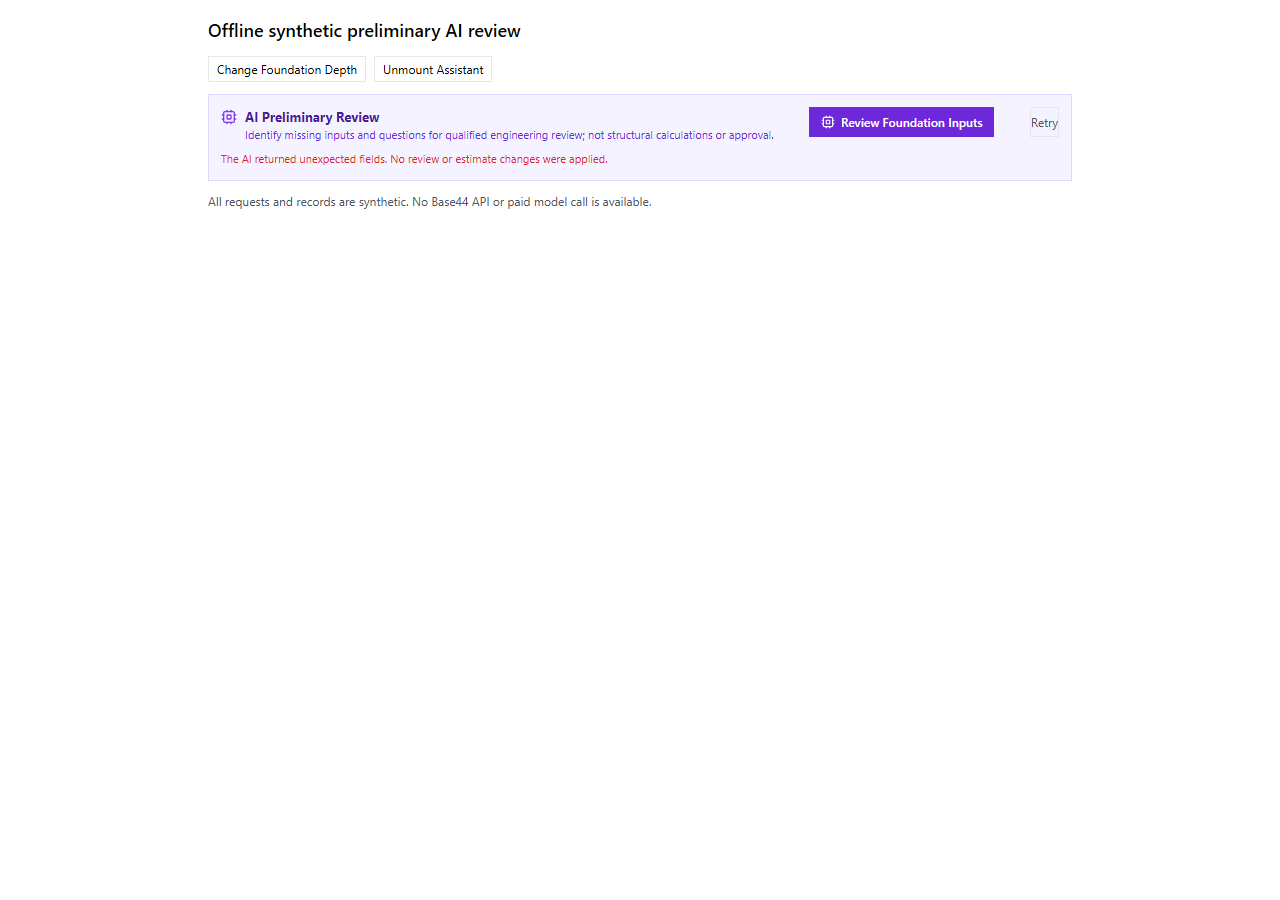 Offline synthetic preliminary AI review
Change Foundation Depth
Unmount Assistant
AI Preliminary Review
Identify missing inputs and questions for qualified engineering review; not structural calculations or approval.
Review Foundation Inputs
Retry
The AI returned unexpected fields. No review or estimate changes were applied.
All requests and records are synthetic. No Base44 API or paid model call is available.